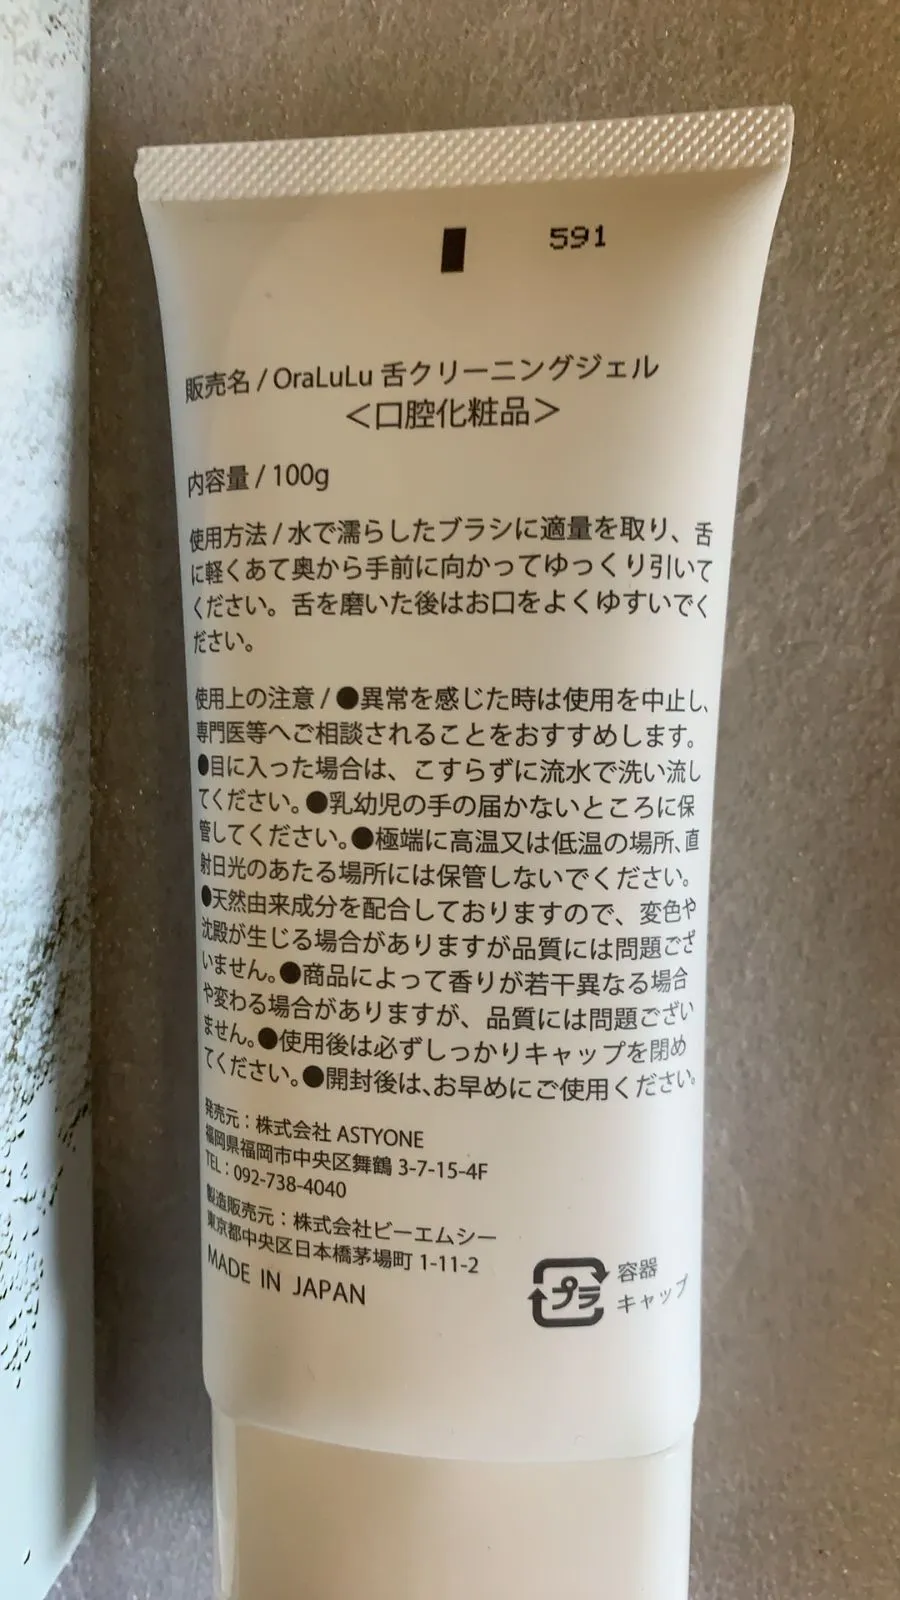 591
販売名 / OraLuLu 舌クリーニングジェル
＜口腔化粧品＞
内容量 / 100g
使用方法 / 水で濡らしたブラシに適量を取り、舌
に軽くあて奥から手前に向かってゆっくり引いて
ください。舌を磨いた後はお口をよくゆすいでく
ださい。
使用上の注意 / ●異常を感じた時は使用を中止し、
専門医等へご相談されることをおすすめします。
●目に入った場合は、こすらずに流水で洗い流し
てください。●乳幼児の手の届かないところに保
管してください。●極端に高温又は低温の場所、直
射日光のあたる場所には保管しないでください。
●天然由来成分を配合しておりますので、変色や
沈殿が生じる場合がありますが品質には問題ござ
いません。●商品によって香りが若干異なる場合
や変わる場合がありますが、品質には問題ござい
ません。●使用後は必ずしっかりキャップを閉め
てください。●開封後は、お早めにご使用ください。
発売元：株式会社 ASTYONE
福岡県福岡市中央区舞鶴 3-7-15-4F
TEL：092-738-4040
製造販売元：株式会社ビーエムシー
東京都中央区日本橋茅場町 1-11-2
MADE IN JAPAN
プラ
容器
キャップ